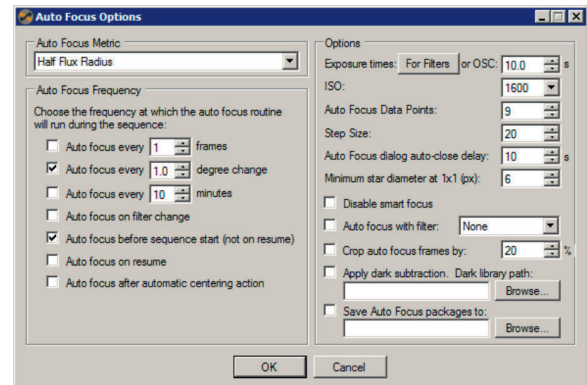 Auto Focus Options
Auto Focus Metric
Half Flux Radius
Auto Focus Frequency
Choose the frequency at which the auto focus routine
will run during the sequence:
Auto focus every 1 frames
Auto focus every 1.0 degree change
Auto focus every 10 minutes
Auto focus on filter change
Auto focus before sequence start (not on resume)
Auto focus on resume
Auto focus after automatic centering action
Options
Exposure times: For Filters or OSC: 10.0 s
ISO: 1600
Auto Focus Data Points: 9
Step Size: 20
Auto Focus dialog auto-close delay: 10 s
Minimum star diameter at 1x1 (px): 6
Disable smart focus
Auto focus with filter: None
Crop auto focus frames by: 20 %
Apply dark subtraction. Dark library path:
Browse...
Save Auto Focus packages to:
Browse...
OK Cancel